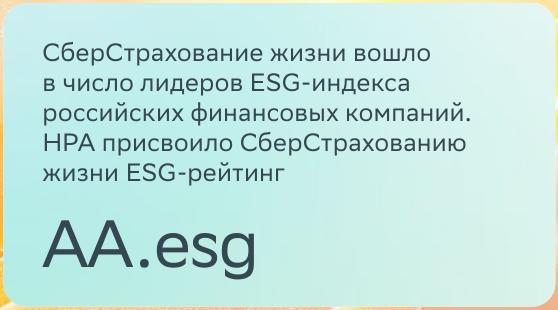 СберСтрахование жизни вошло
в число лидеров ESG-индекса
российских финансовых компаний.
НРА присвоило СберСтрахованию
жизни ESG-рейтинг
AA.esg